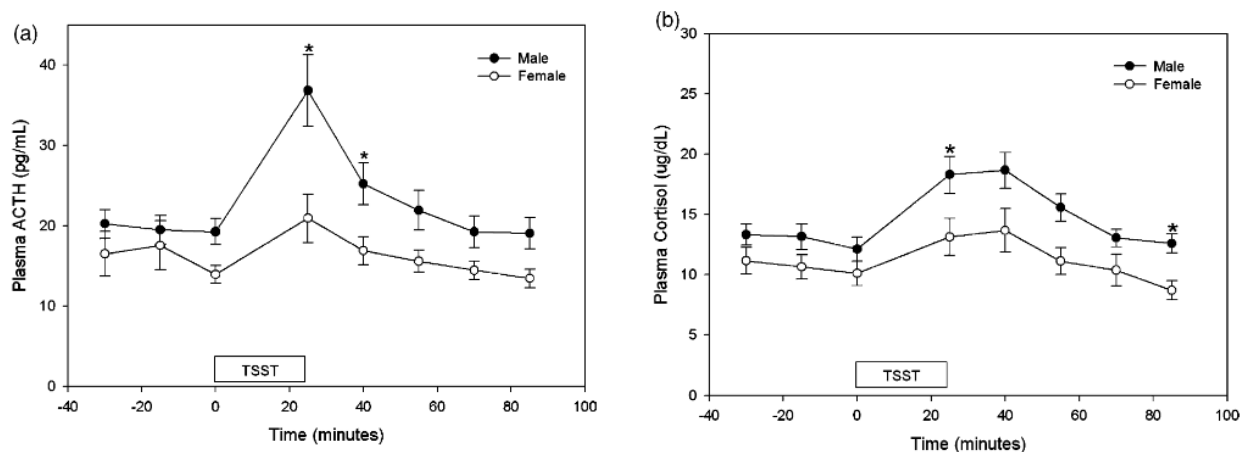 (a)
*
*
Male
Female
Plasma ACTH (pg/mL)
40
30
20
10
0
TSST
-40 -20 0 20 40 60 80 100
Time (minutes)
(b)
*
*
Male
Female
Plasma Cortisol (ug/dL)
30
25
20
15
10
5
0
TSST
-40 -20 0 20 40 60 80 100
Time (minutes)